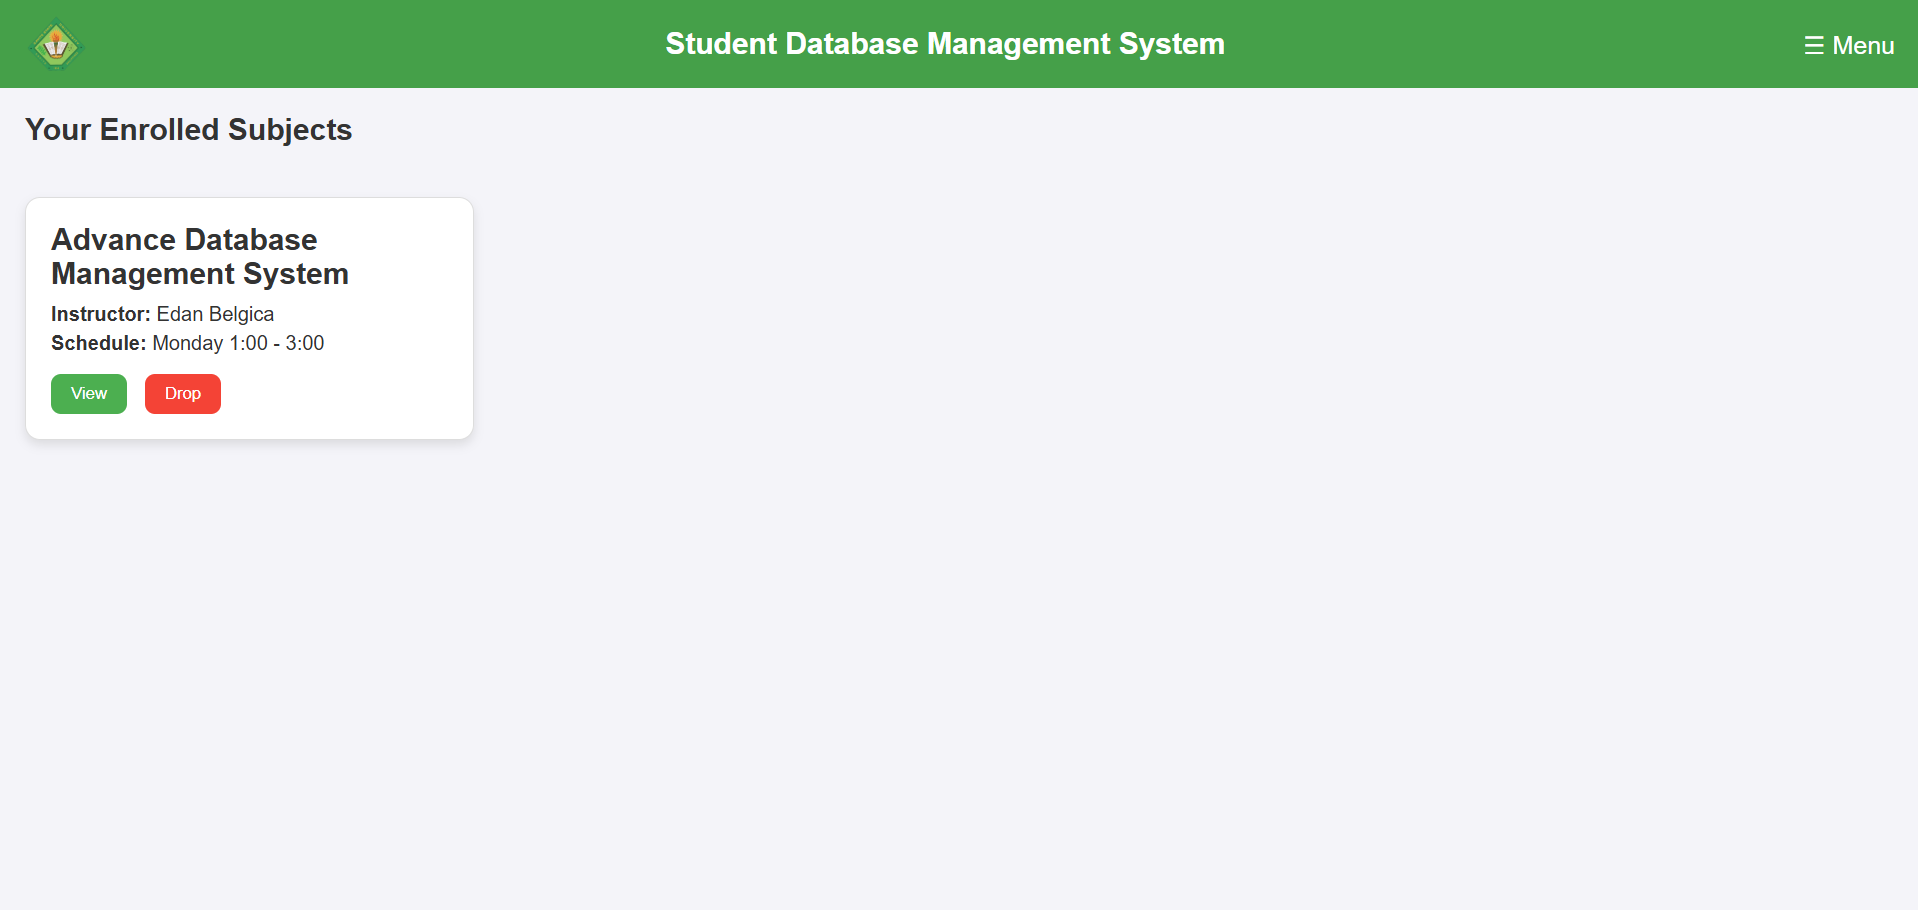 Student Database Management System
☰ Menu
Your Enrolled Subjects
Advance Database
Management System
Instructor: Edan Belgica
Schedule: Monday 1:00 - 3:00
View
Drop